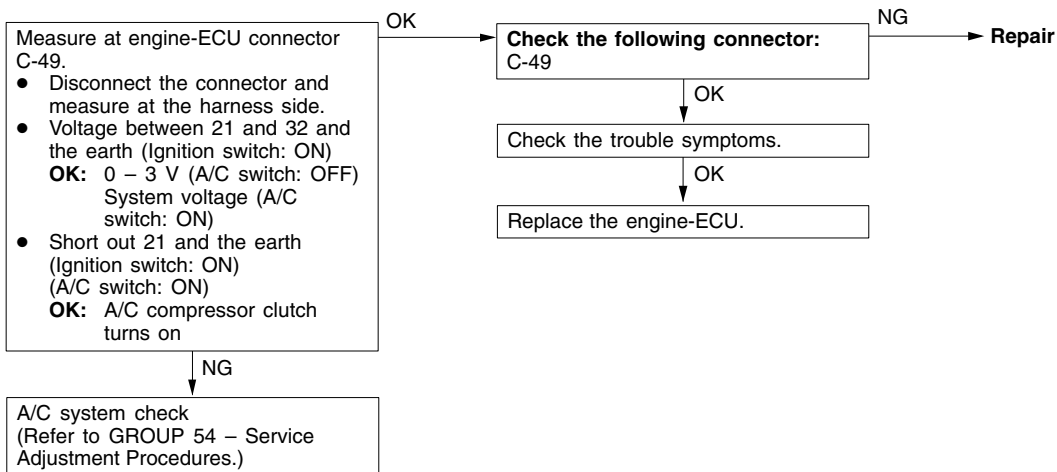 Measure at engine-ECU connector
C-49.
● Disconnect the connector and
measure at the harness side.
● Voltage between 21 and 32 and
the earth (Ignition switch: ON)
OK: 0 – 3 V (A/C switch: OFF)
System voltage (A/C
switch: ON)
● Short out 21 and the earth
(Ignition switch: ON)
(A/C switch: ON)
OK: A/C compressor clutch
turns on
OK
Check the following connector:
C-49
NG
Repair
OK
Check the trouble symptoms.
OK
Replace the engine-ECU.
NG
A/C system check
(Refer to GROUP 54 – Service
Adjustment Procedures.)